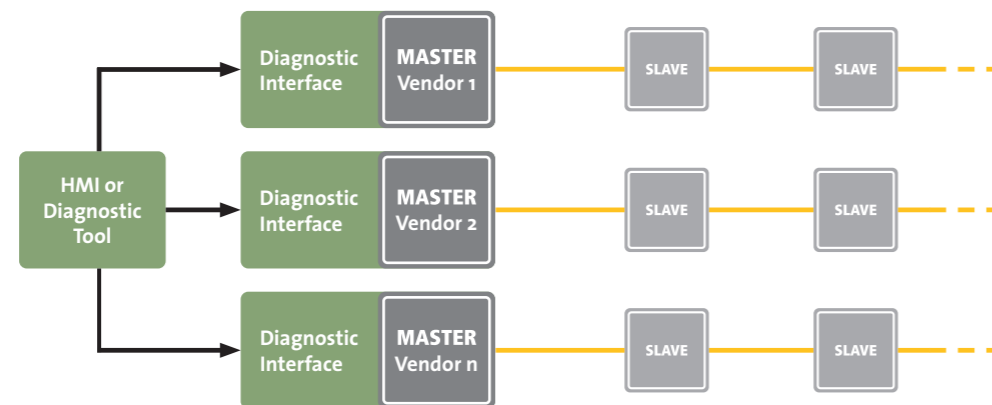 Diagnostic
Interface
MASTER
Vendor 1
SLAVE
SLAVE
HMI or
Diagnostic
Tool
Diagnostic
Interface
MASTER
Vendor 2
SLAVE
SLAVE
Diagnostic
Interface
MASTER
Vendor n
SLAVE
SLAVE